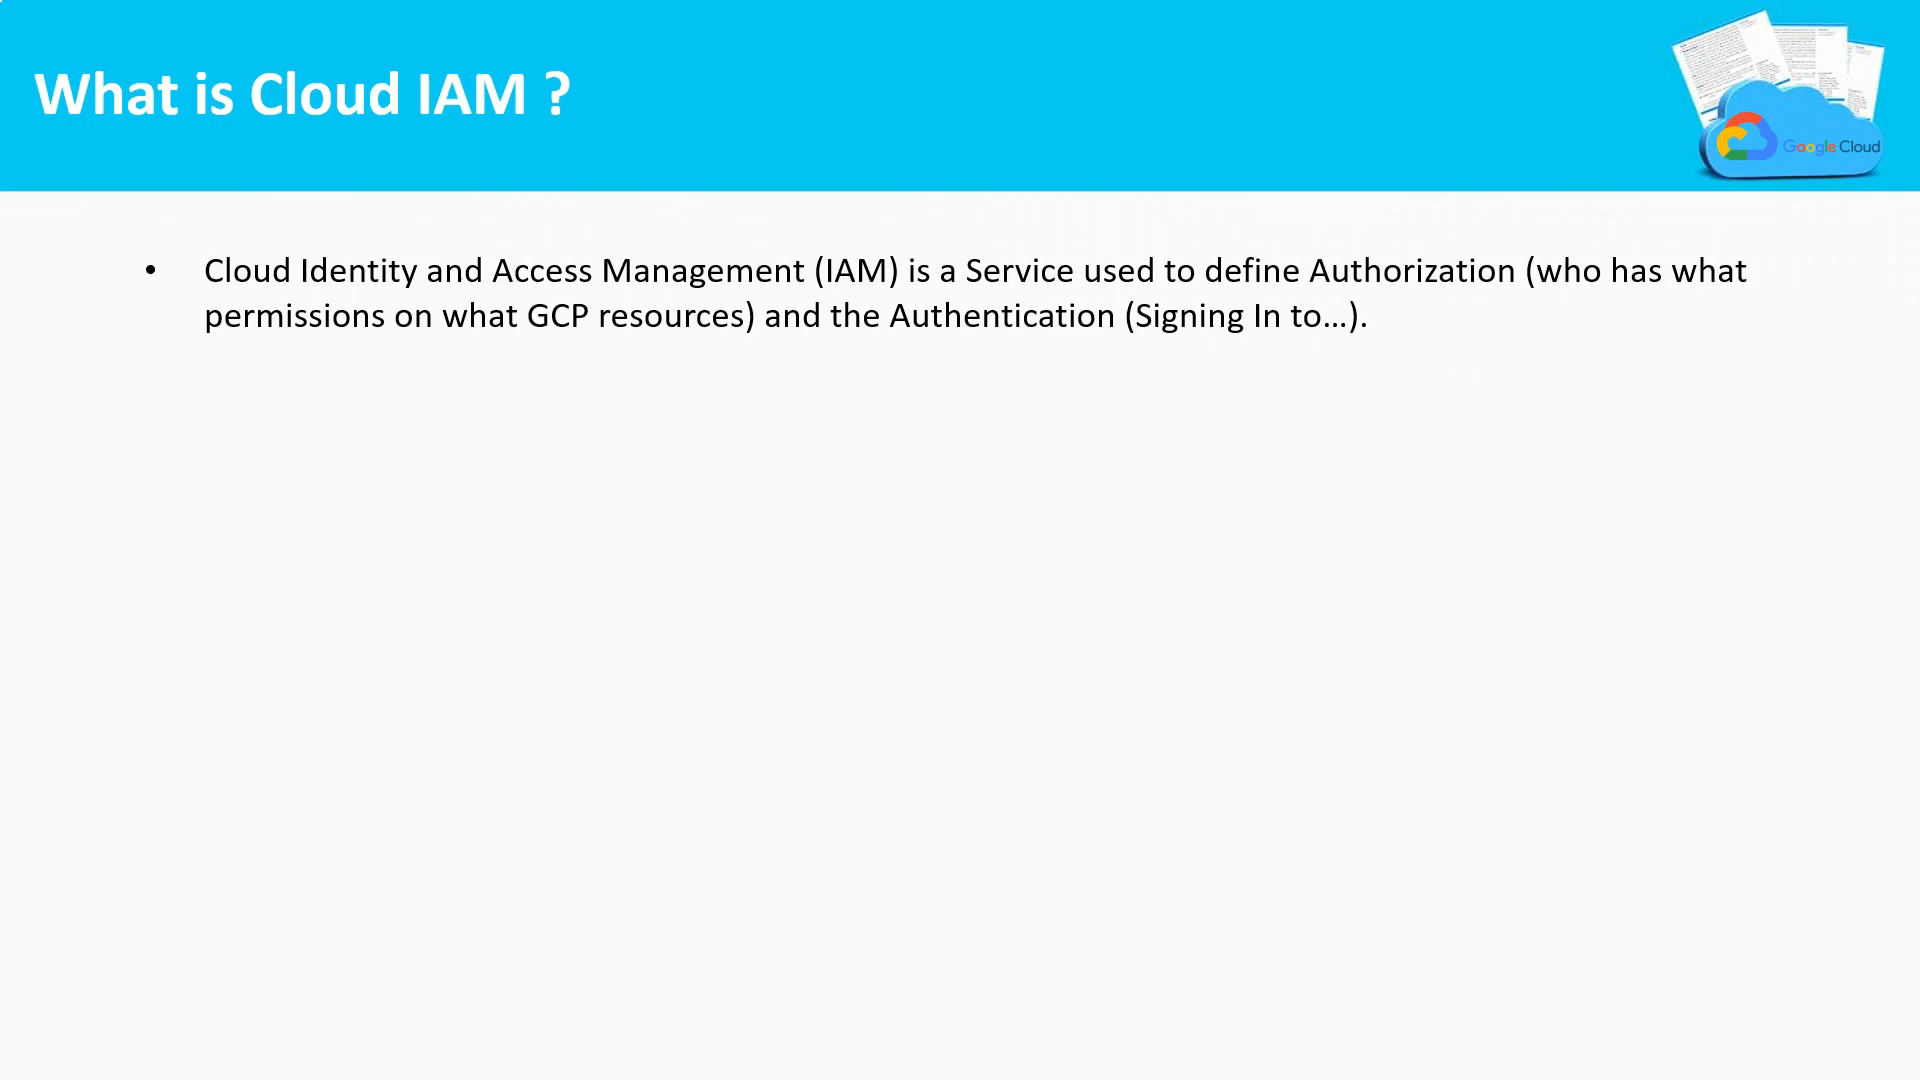 What is Cloud IAM ?
Google Cloud
• Cloud Identity and Access Management (IAM) is a Service used to define Authorization (who has what
permissions on what GCP resources) and the Authentication (Signing In to…).